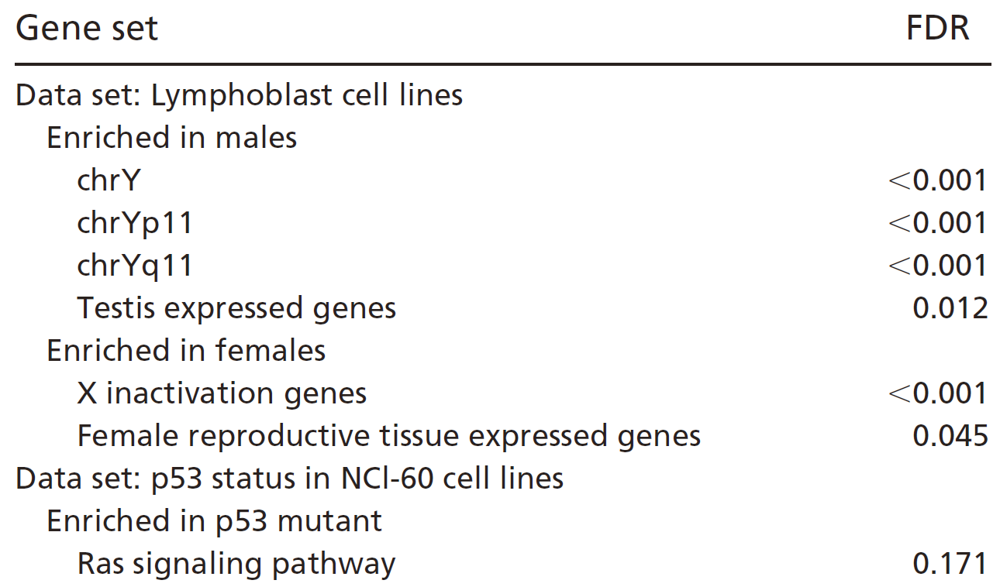 Gene set FDR
Data set: Lymphoblast cell lines
Enriched in males
chrY <0.001
chrYp11 <0.001
chrYq11 <0.001
Testis expressed genes 0.012
Enriched in females
X inactivation genes <0.001
Female reproductive tissue expressed genes 0.045
Data set: p53 status in NCl-60 cell lines
Enriched in p53 mutant
Ras signaling pathway 0.171